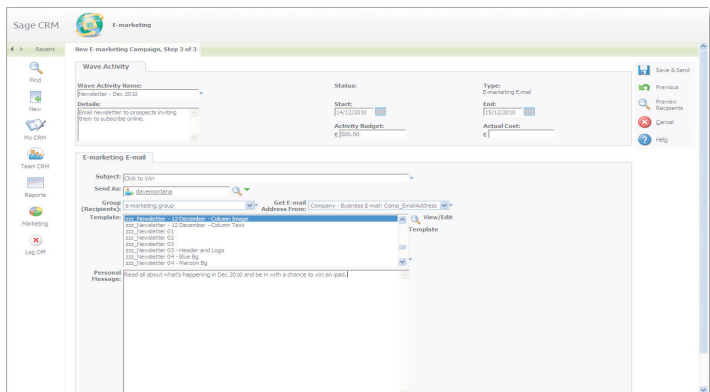 Sage CRM
E-marketing
Recent
New E-marketing Campaign, Step 3 of 3
Find
New
My CRM
Team CRM
Reports
Marketing
Log Off
Wave Activity
Wave Activity Name:
Newsletter - Dec 2010
Status:
Type:
E-marketing E-mail
Details:
Email newsletter to prospects inviting
them to subscribe online.
Start:
14/12/2010
End:
15/12/2010
Activity Budget:
€ 500.00
Actual Cost:
€
Save & Send
Previous
Preview
Recipients
Cancel
Help
E-marketing E-mail
Subject: Click to Win
Send As: davemontana
Group
(Recipients): e-marketing group
Get E-mail
Address From: Company - Business E-mail: Comp_EmailAddress
Template: zzz_Newsletter - 12 December - Column Image
zzz_Newsletter - 12 December - Column Text
zzz_Newsletter 01
zzz_Newsletter 02
zzz_Newsletter 03
zzz_Newsletter 03 - Header and Logo
zzz_Newsletter 04 - Blue Bg
zzz_Newsletter 04 - Maroon Bg
View/Edit
Template
Personal
Message: Read all about what's happening in Dec 2010 and be in with a chance to win an ipad.